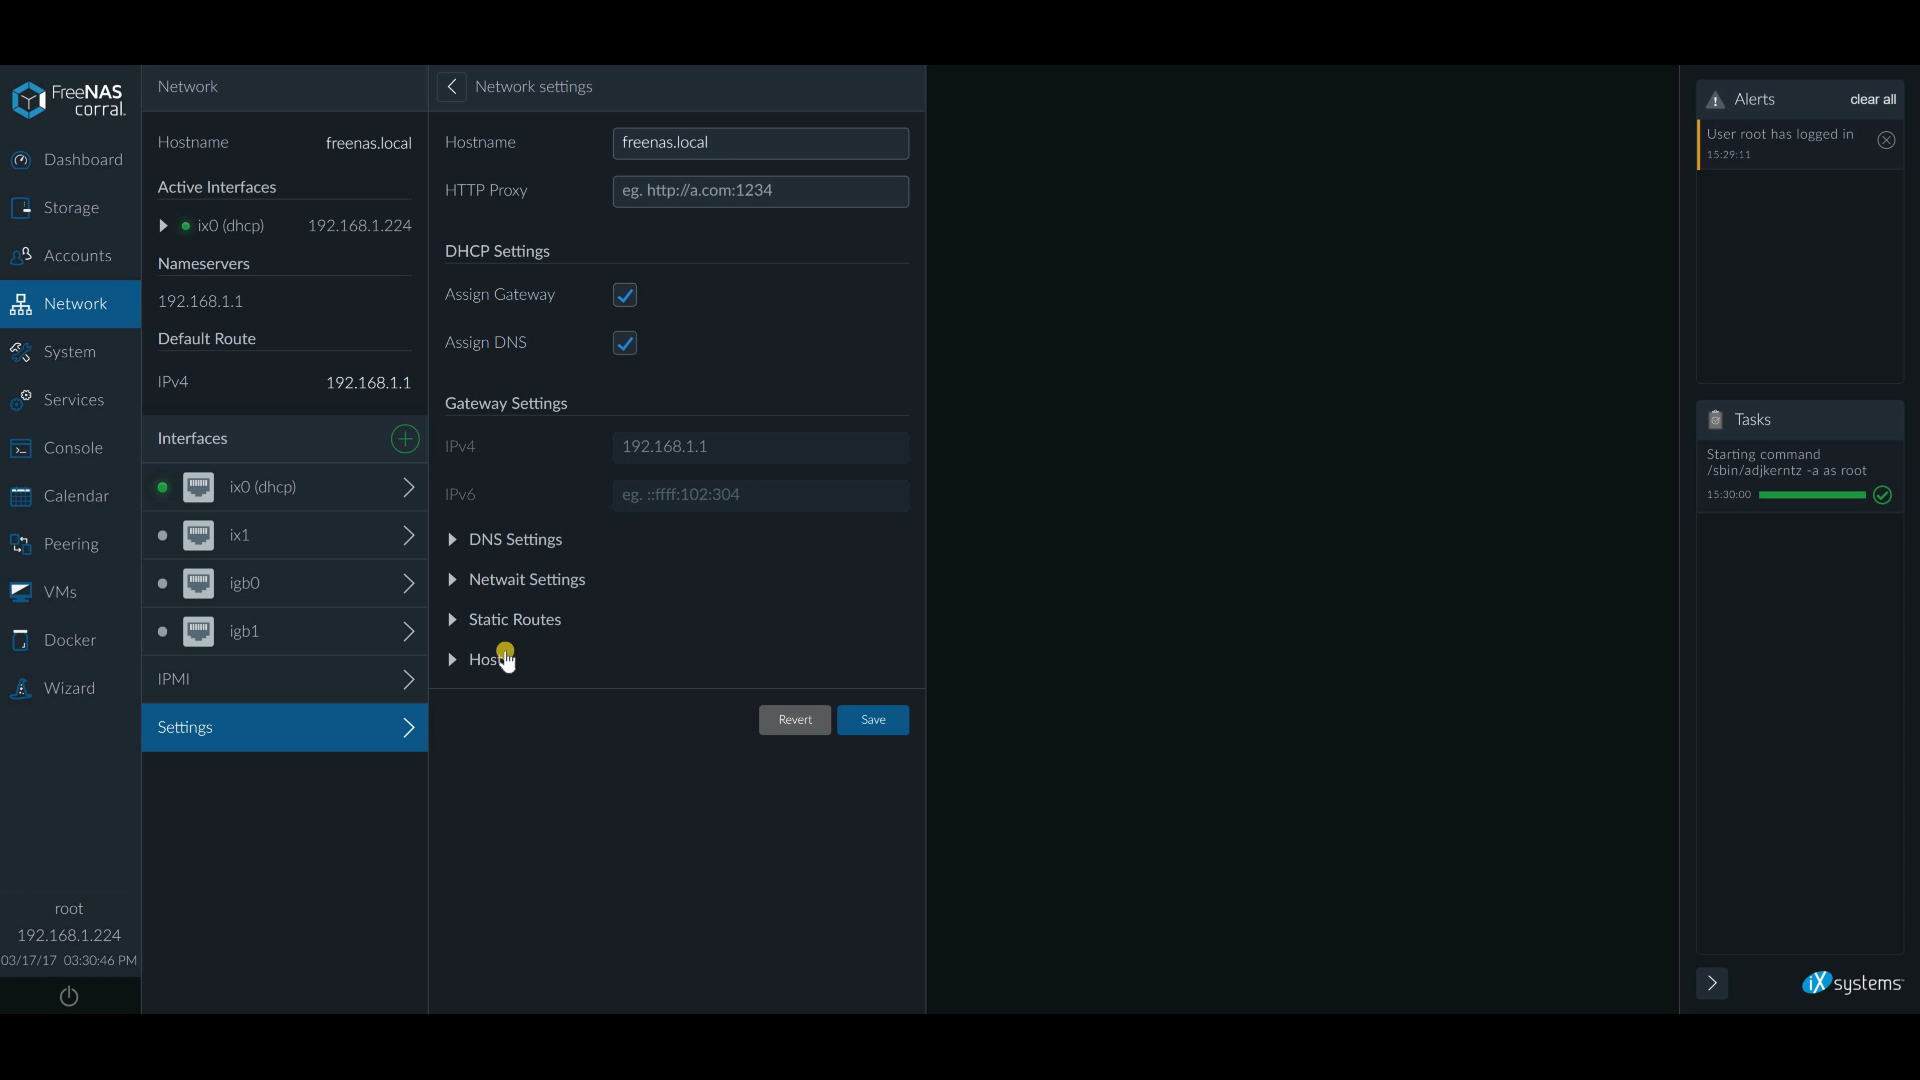 FreeNAS
corral
Dashboard
Storage
Accounts
Network
System
Services
Console
Calendar
Peering
VMs
Docker
Wizard
root
192.168.1.224
03/17/17 03:30:46 PM
Network
Hostname freenas.local
Active Interfaces
ix0 (dhcp) 192.168.1.224
Nameservers
192.168.1.1
Default Route
IPv4 192.168.1.1
Interfaces
ix0 (dhcp)
ix1
igb0
igb1
IPMI
Settings
Network settings
Hostname freenas.local
HTTP Proxy eg. http://a.com:1234
DHCP Settings
Assign Gateway
Assign DNS
Gateway Settings
IPv4 192.168.1.1
IPv6 eg. ::ffff:102:304
DNS Settings
Netwait Settings
Static Routes
Revert Save
Alerts clear all
User root has logged in
15:29:11
Tasks
Starting command
/sbin/adjkerntz -a as root
15:30:00
iXsystems